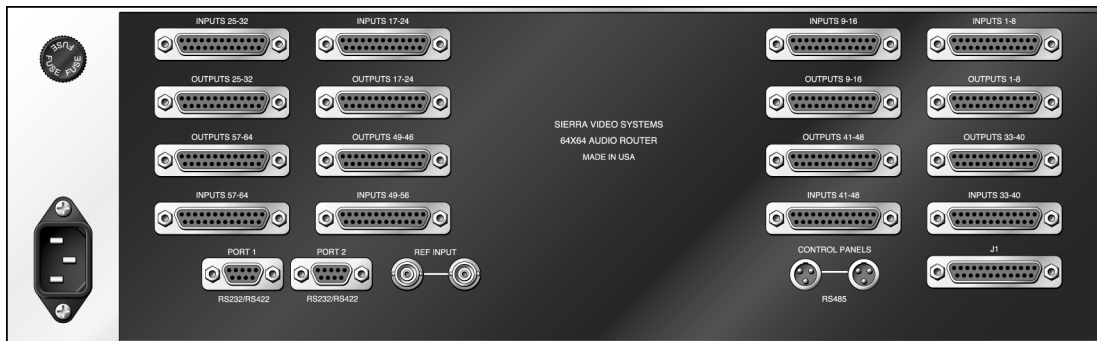 FUSE FUSE FUSE
INPUTS 25-32
INPUTS 17-24
INPUTS 9-16
INPUTS 1-8
OUTPUTS 25-32
OUTPUTS 17-24
OUTPUTS 9-16
OUTPUTS 1-8
SIERRA VIDEO SYSTEMS
64X64 AUDIO ROUTER
MADE IN USA
OUTPUTS 57-64
OUTPUTS 49-46
OUTPUTS 41-48
OUTPUTS 33-40
INPUTS 57-64
INPUTS 49-56
INPUTS 41-48
INPUTS 33-40
PORT 1
PORT 2
REF INPUT
CONTROL PANELS
J1
RS232/RS422
RS232/RS422
RS485